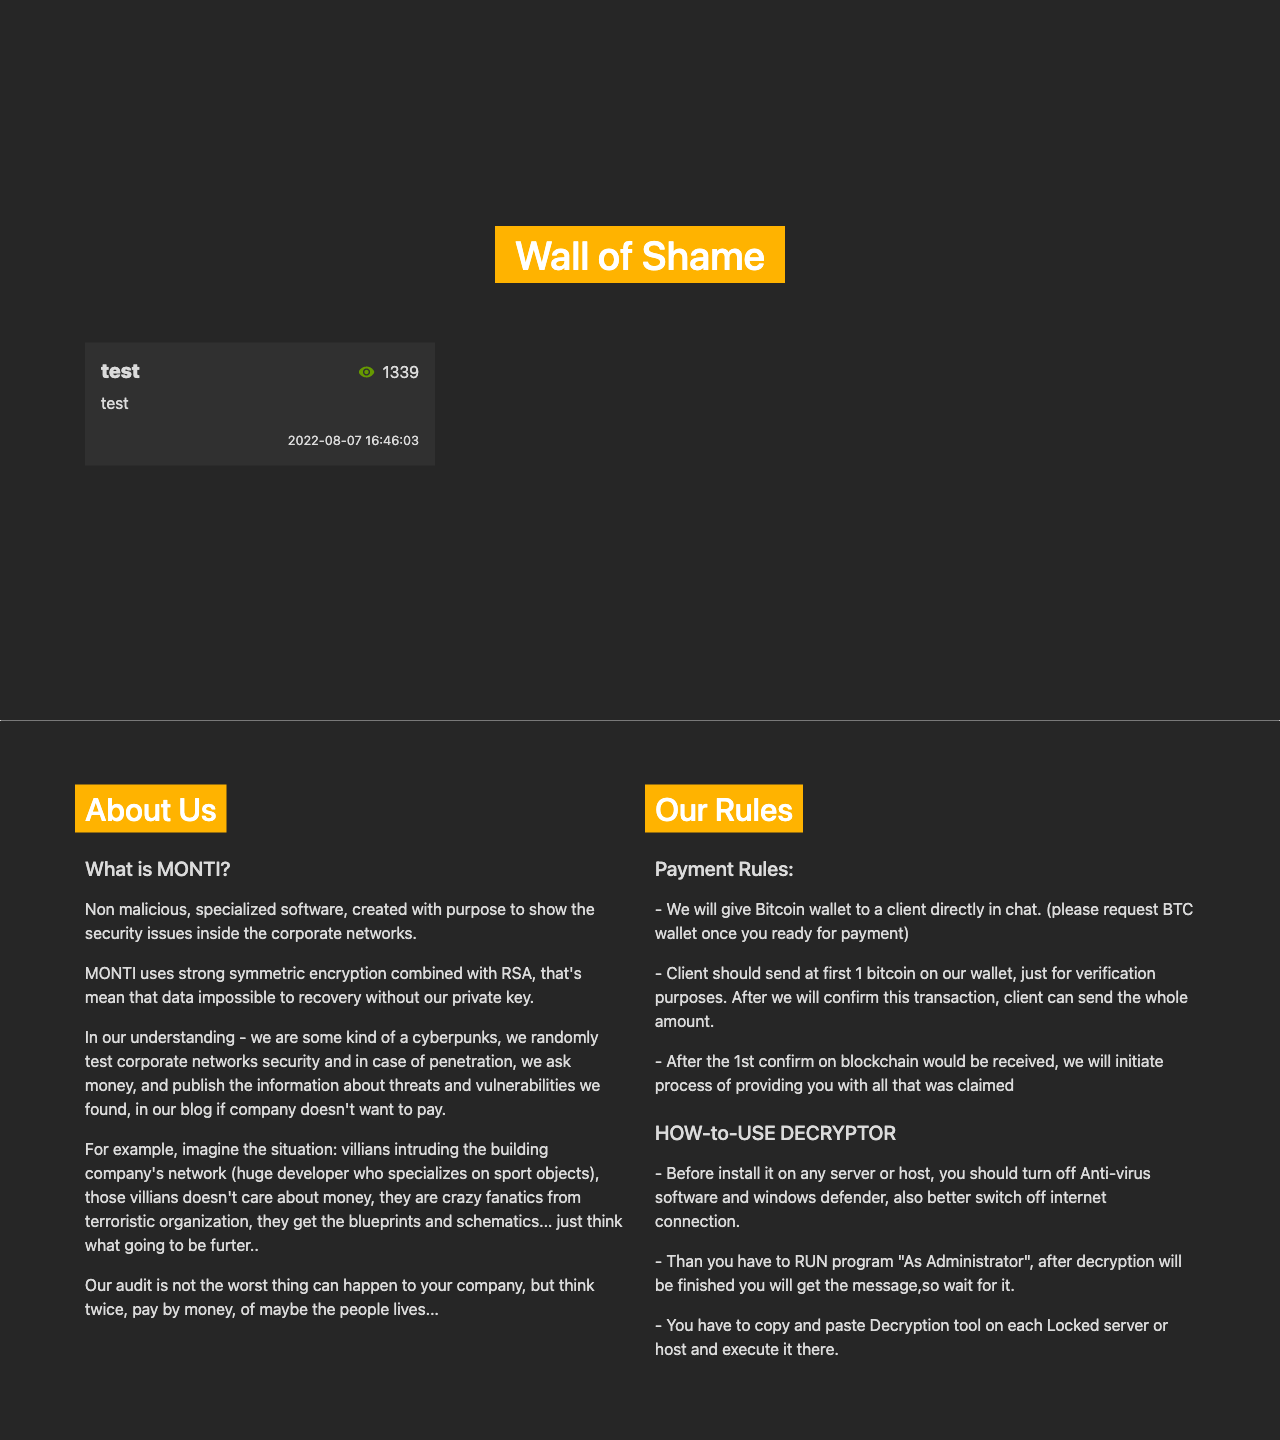 Wall of Shame
test
1339
test
2022-08-07 16:46:03
About Us
What is MONTI?
Non malicious, specialized software, created with purpose to show the
security issues inside the corporate networks.
MONTI uses strong symmetric encryption combined with RSA, that's
mean that data impossible to recovery without our private key.
In our understanding - we are some kind of a cyberpunks, we randomly
test corporate networks security and in case of penetration, we ask
money, and publish the information about threats and vulnerabilities we
found, in our blog if company doesn't want to pay.
For example, imagine the situation: villians intruding the building
company's network (huge developer who specializes on sport objects),
those villians doesn't care about money, they are crazy fanatics from
terroristic organization, they get the blueprints and schematics... just think
what going to be furter..
Our audit is not the worst thing can happen to your company, but think
twice, pay by money, of maybe the people lives...
Our Rules
Payment Rules:
- We will give Bitcoin wallet to a client directly in chat. (please request BTC
wallet once you ready for payment)
- Client should send at first 1 bitcoin on our wallet, just for verification
purposes. After we will confirm this transaction, client can send the whole
amount.
- After the 1st confirm on blockchain would be received, we will initiate
process of providing you with all that was claimed
HOW-to-USE DECRYPTOR
- Before install it on any server or host, you should turn off Anti-virus
software and windows defender, also better switch off internet
connection.
- Than you have to RUN program "As Administrator", after decryption will
be finished you will get the message,so wait for it.
- You have to copy and paste Decryption tool on each Locked server or
host and execute it there.